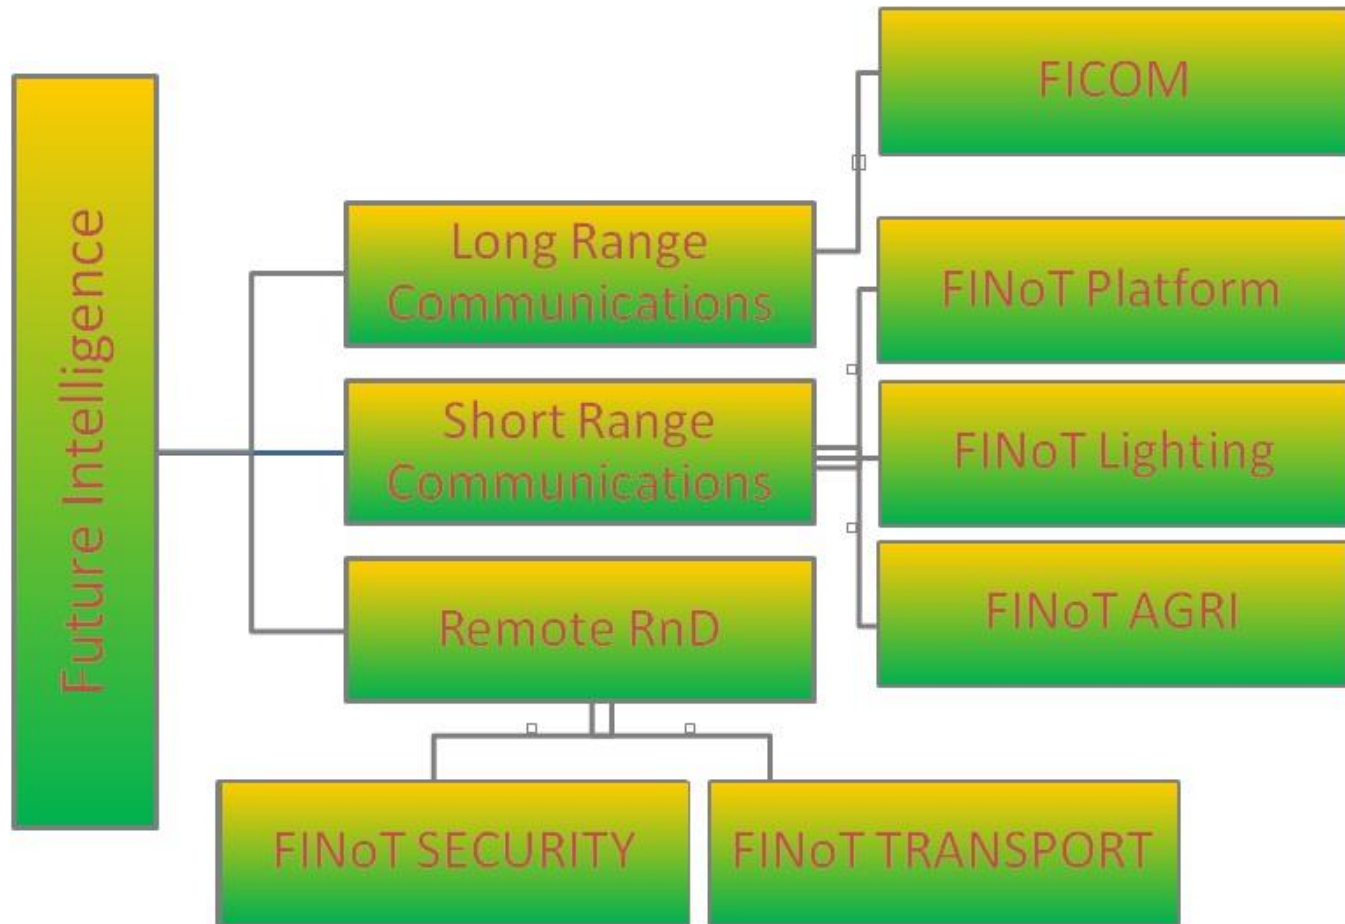 Future Intelligence
Long Range
Communications
Short Range
Communications
Remote RnD
FICOM
FINoT Platform
FINoT Lighting
FINoT AGRI
FINoT SECURITY
FINoT TRANSPORT